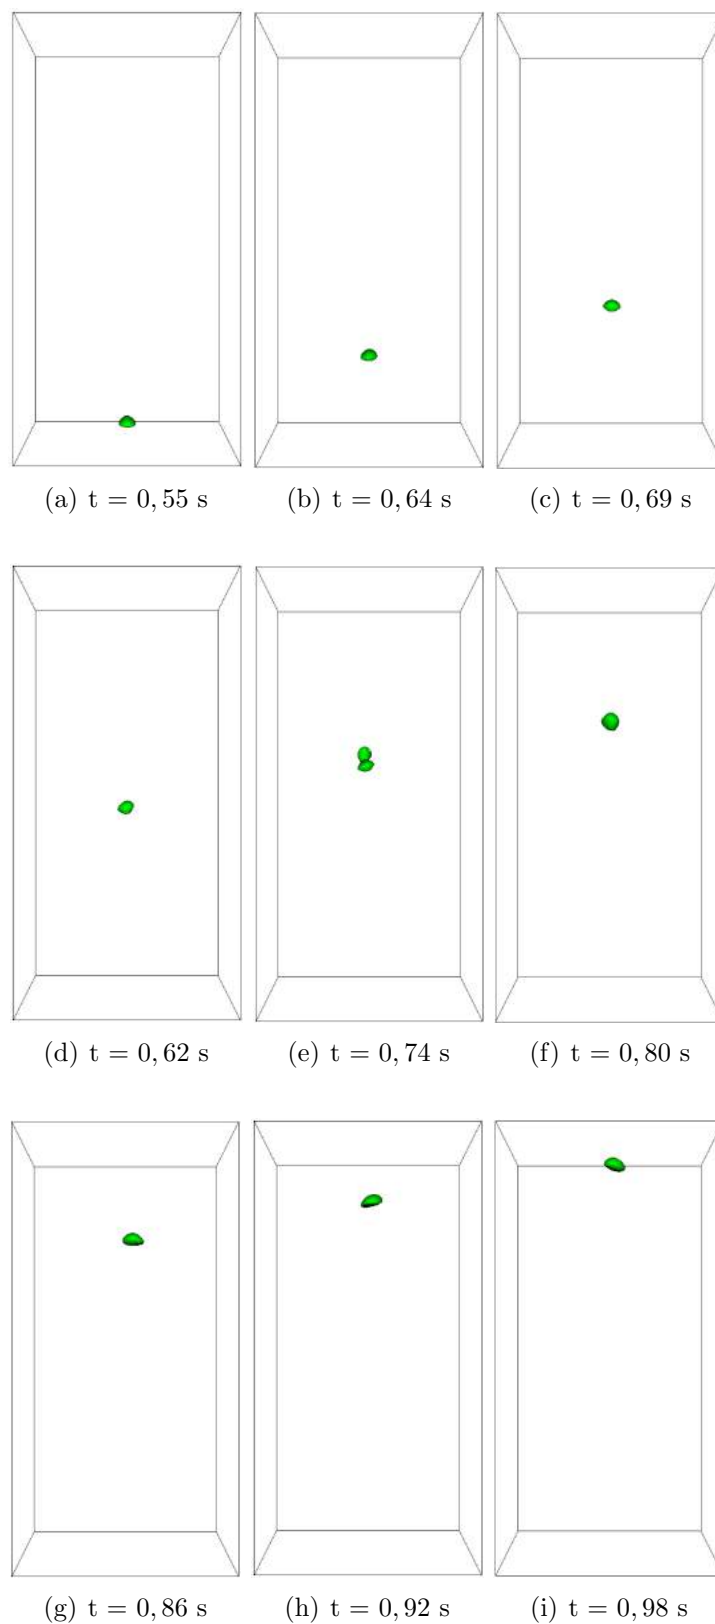 (a) t = 0, 55 s (b) t = 0, 64 s (c) t = 0, 69 s
(d) t = 0, 62 s (e) t = 0, 74 s (f) t = 0, 80 s
(g) t = 0, 86 s (h) t = 0, 92 s (i) t = 0, 98 s